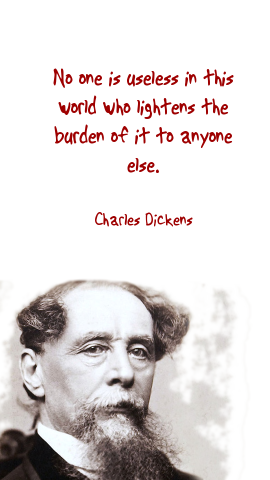 No one is useless in this
world who lightens the
burden of it to anyone
else.
Charles Dickens